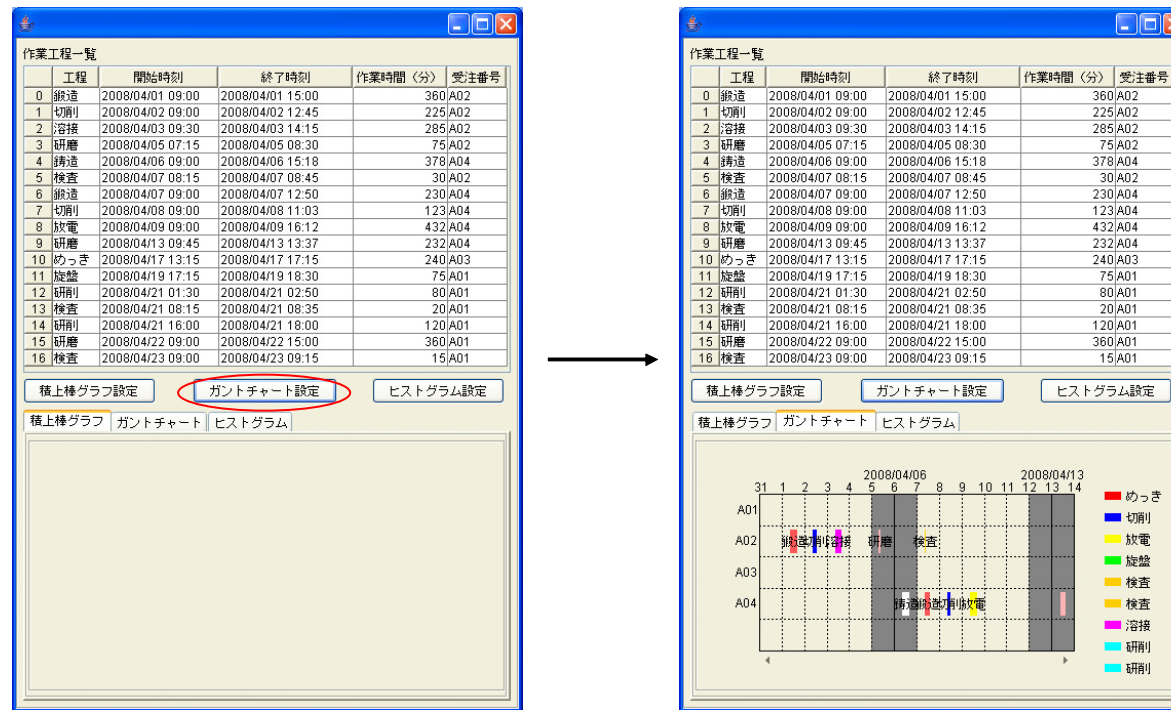 作業工程一覧
工程 開始時刻 終了時刻 作業時間（分） 受注番号
0 鍛造 2008/04/01 09:00 2008/04/01 15:00 360 A02
1 切削 2008/04/02 09:00 2008/04/02 12:45 225 A02
2 溶接 2008/04/03 09:30 2008/04/03 14:15 285 A02
3 研磨 2008/04/05 07:15 2008/04/05 08:30 75 A02
4 鋳造 2008/04/06 09:00 2008/04/06 15:18 378 A04
5 検査 2008/04/07 08:15 2008/04/07 08:45 30 A02
6 鍛造 2008/04/07 09:00 2008/04/07 12:50 230 A04
7 切削 2008/04/08 09:00 2008/04/08 11:03 123 A04
8 放電 2008/04/09 09:00 2008/04/09 16:12 432 A04
9 研磨 2008/04/13 09:45 2008/04/13 13:37 232 A04
10 めっき 2008/04/17 13:15 2008/04/17 17:15 240 A03
11 旋盤 2008/04/19 17:15 2008/04/19 18:30 75 A01
12 研削 2008/04/21 01:30 2008/04/21 02:50 80 A01
13 検査 2008/04/21 08:15 2008/04/21 08:35 20 A01
14 研削 2008/04/21 16:00 2008/04/21 18:00 120 A01
15 研磨 2008/04/22 09:00 2008/04/22 15:00 360 A01
16 検査 2008/04/23 09:00 2008/04/23 09:15 15 A01
積上棒グラフ設定 ガントチャート設定 ヒストグラム設定
積上棒グラフ ガントチャート ヒストグラム
作業工程一覧
工程 開始時刻 終了時刻 作業時間（分） 受注番号
0 鍛造 2008/04/01 09:00 2008/04/01 15:00 360 A02
1 切削 2008/04/02 09:00 2008/04/02 12:45 225 A02
2 溶接 2008/04/03 09:30 2008/04/03 14:15 285 A02
3 研磨 2008/04/05 07:15 2008/04/05 08:30 75 A02
4 鋳造 2008/04/06 09:00 2008/04/06 15:18 378 A04
5 検査 2008/04/07 08:15 2008/04/07 08:45 30 A02
6 鍛造 2008/04/07 09:00 2008/04/07 12:50 230 A04
7 切削 2008/04/08 09:00 2008/04/08 11:03 123 A04
8 放電 2008/04/09 09:00 2008/04/09 16:12 432 A04
9 研磨 2008/04/13 09:45 2008/04/13 13:37 232 A04
10 めっき 2008/04/17 13:15 2008/04/17 17:15 240 A03
11 旋盤 2008/04/19 17:15 2008/04/19 18:30 75 A01
12 研削 2008/04/21 01:30 2008/04/21 02:50 80 A01
13 検査 2008/04/21 08:15 2008/04/21 08:35 20 A01
14 研削 2008/04/21 16:00 2008/04/21 18:00 120 A01
15 研磨 2008/04/22 09:00 2008/04/22 15:00 360 A01
16 検査 2008/04/23 09:00 2008/04/23 09:15 15 A01
積上棒グラフ設定 ガントチャート設定 ヒストグラム設定
積上棒グラフ ガントチャート ヒストグラム
2008/04/06 2008/04/13
31 1 2 3 4 5 6 7 8 9 10 11 12 13 14
A01
A02 鍛造 切削 溶接 研磨 検査
A03
A04 鋳造 鍛造 切削 放電
めっき
切削
放電
旋盤
検査
検査
溶接
研削
研削